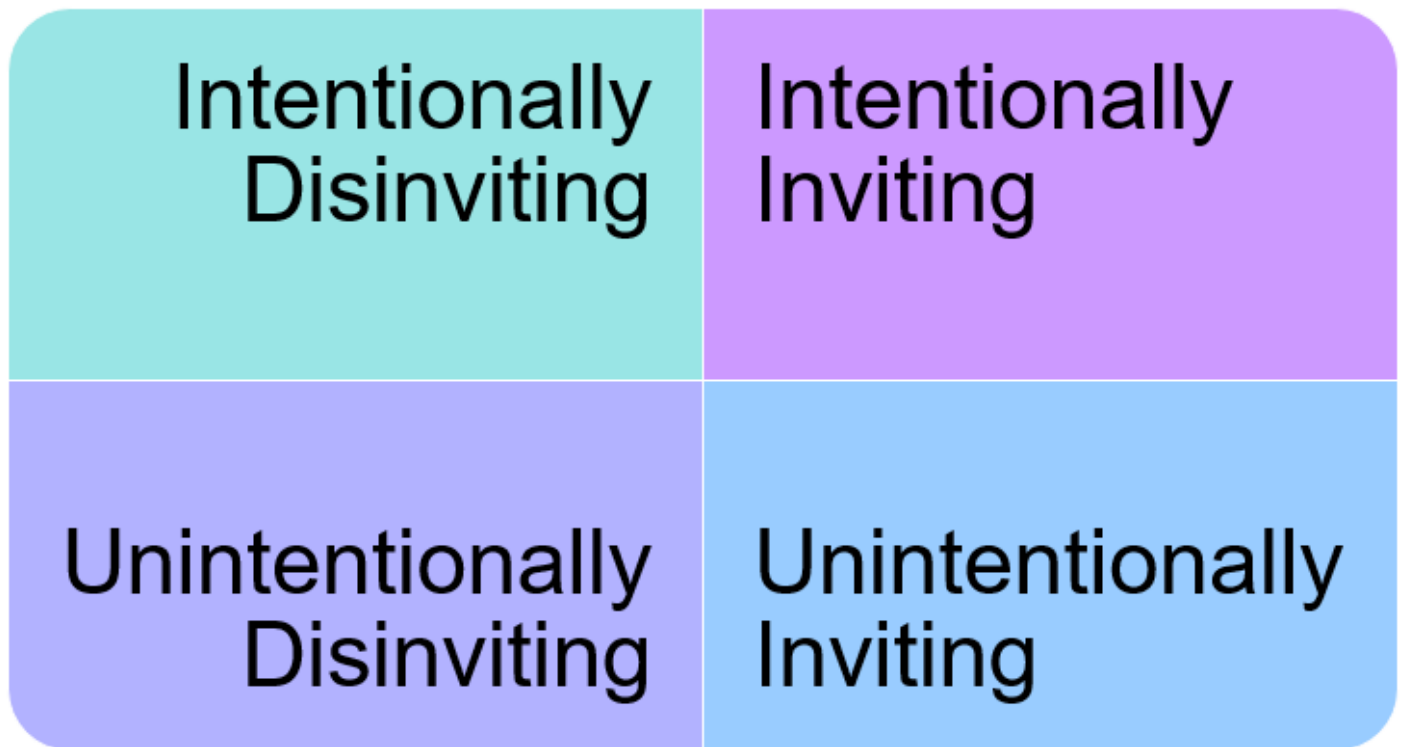 Intentionally
Disinviting
Intentionally
Inviting
Unintentionally
Disinviting
Unintentionally
Inviting